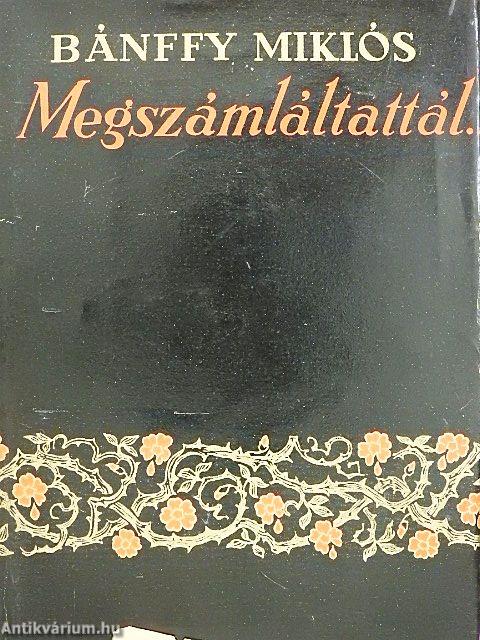 BÁNFFY MIKLÓS
Megszámláltattál.
Antikvárium.hu